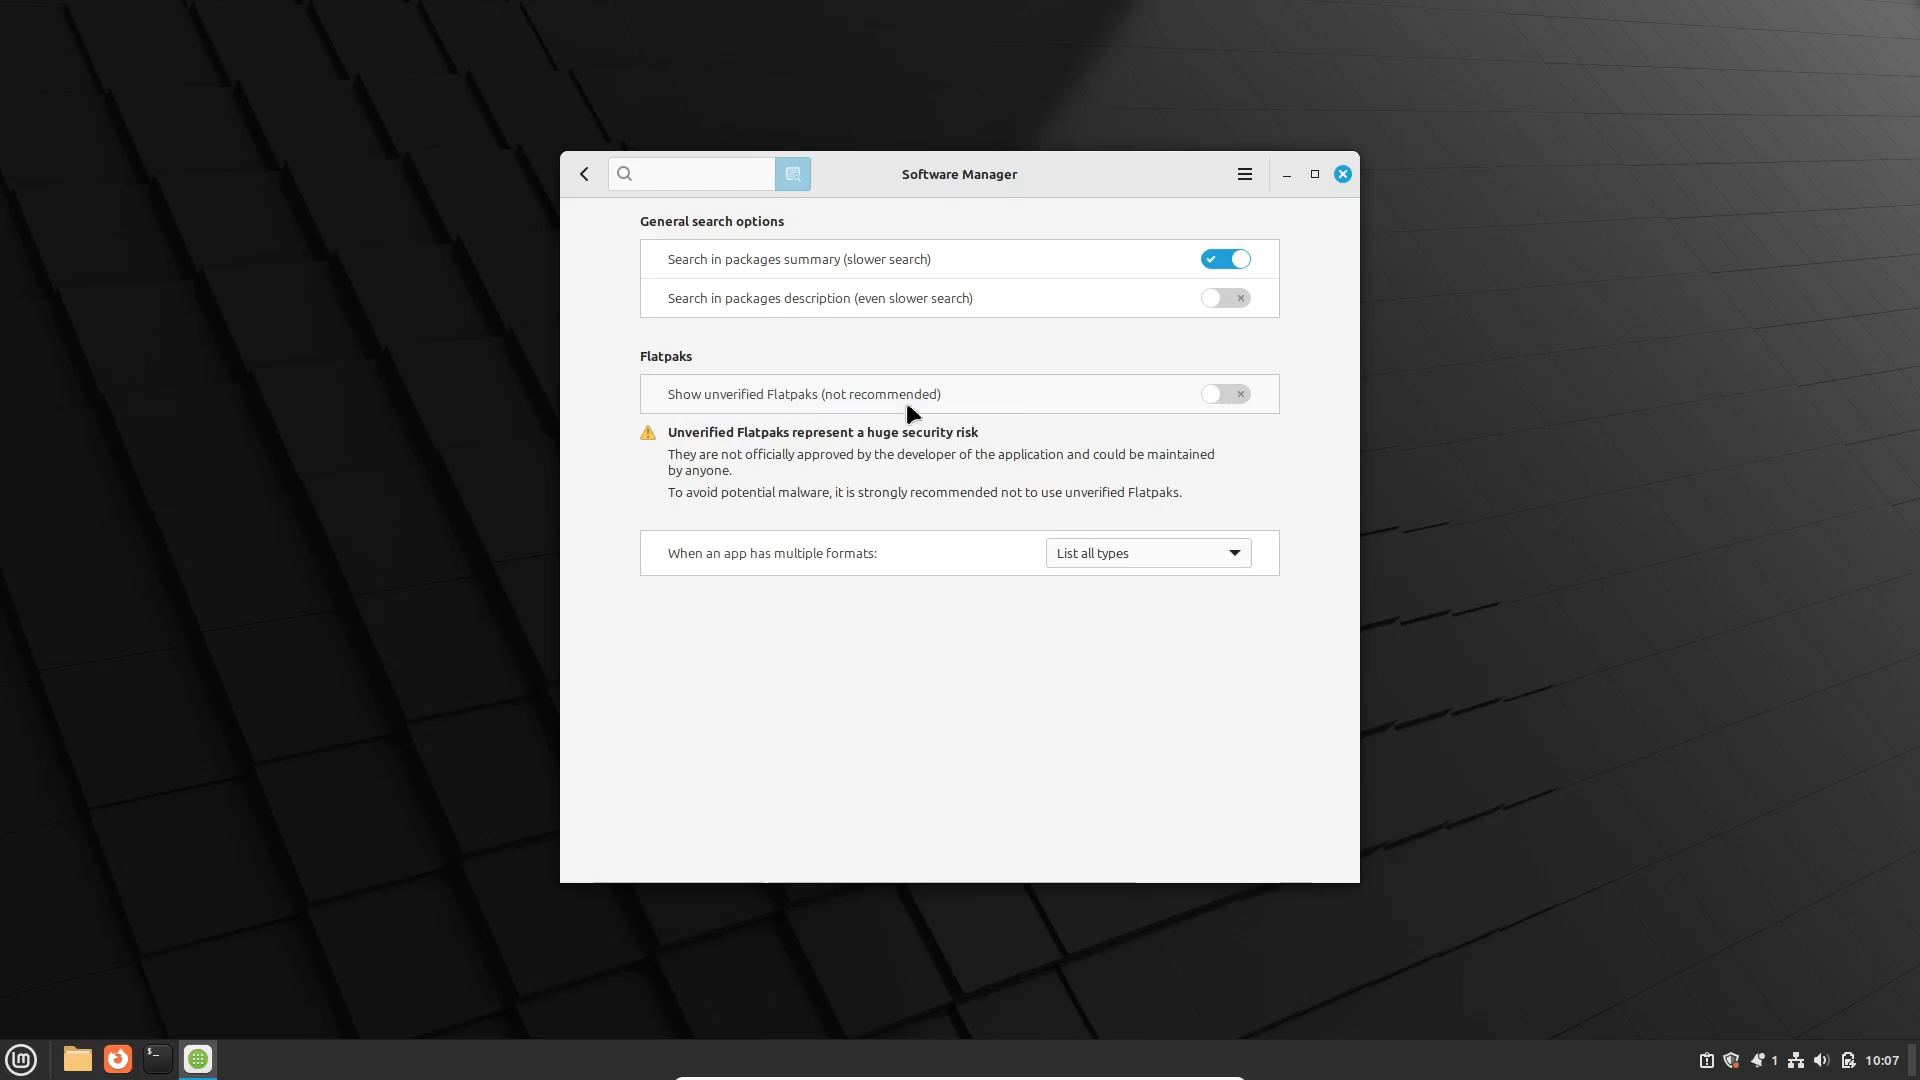 Software Manager
General search options
Search in packages summary (slower search)
Search in packages description (even slower search)
Flatpaks
Show unverified Flatpaks (not recommended)
Unverified Flatpaks represent a huge security risk
They are not officially approved by the developer of the application and could be maintained
by anyone.
To avoid potential malware, it is strongly recommended not to use unverified Flatpaks.
When an app has multiple formats:
List all types
1
10:07